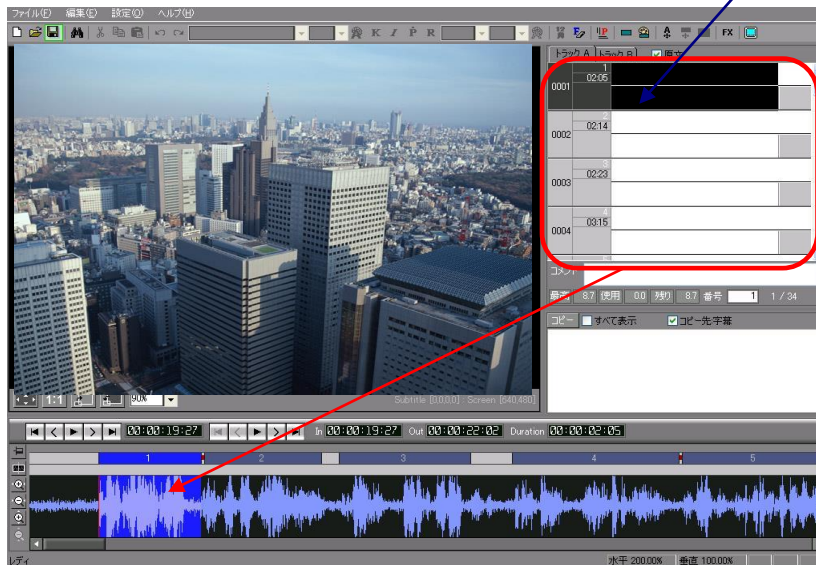 ファイル(F) 編集(E) 設定(O) ヘルプ(H)
K I P R FX
トラック A トラック B 原文
0001 1 02:05
0002 2 02:14
0003 3 02:23
0004 4 03:15
コメント
最高 8.7 使用 0.0 残り 8.7 番号 1 1 / 34
コピー すべて表示 コピー先字幕
1:1 90% Subtitle [0,0,0,0] : Screen [640,480]
00:00:19:27 In 00:00:19:27 Out 00:00:22:02 Duration 00:00:02:05
1 2 3 4 5
レディ 水平 200.00% 垂直 100.00%